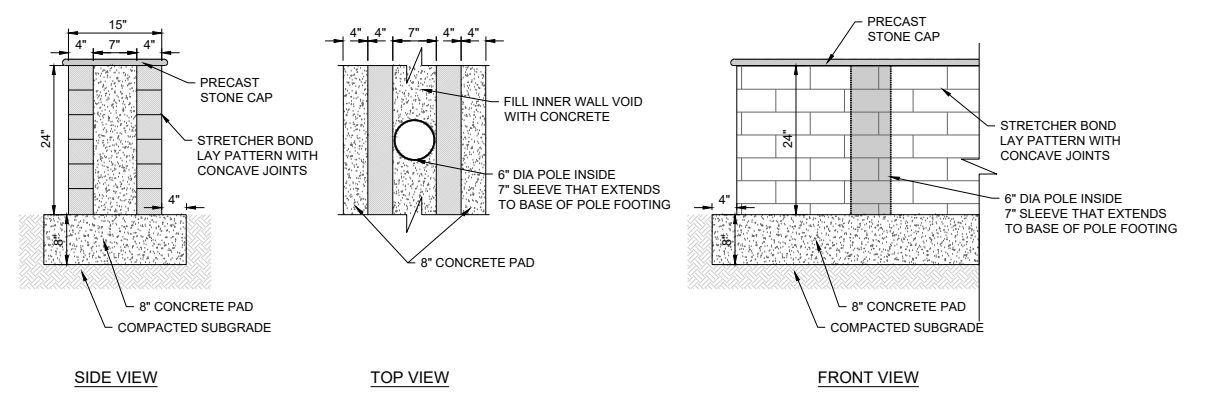 15"
4" 7" 4"
24"
PRECAST
STONE CAP
STRETCHER BOND
LAY PATTERN WITH
CONCAVE JOINTS
4"
8"
8" CONCRETE PAD
COMPACTED SUBGRADE
SIDE VIEW
4" 4" 7" 4" 4"
FILL INNER WALL VOID
WITH CONCRETE
6" DIA POLE INSIDE
7" SLEEVE THAT EXTENDS
TO BASE OF POLE FOOTING
8" CONCRETE PAD
TOP VIEW
PRECAST
STONE CAP
24"
STRETCHER BOND
LAY PATTERN WITH
CONCAVE JOINTS
4"
6" DIA POLE INSIDE
7" SLEEVE THAT EXTENDS
TO BASE OF POLE FOOTING
8"
8" CONCRETE PAD
COMPACTED SUBGRADE
FRONT VIEW